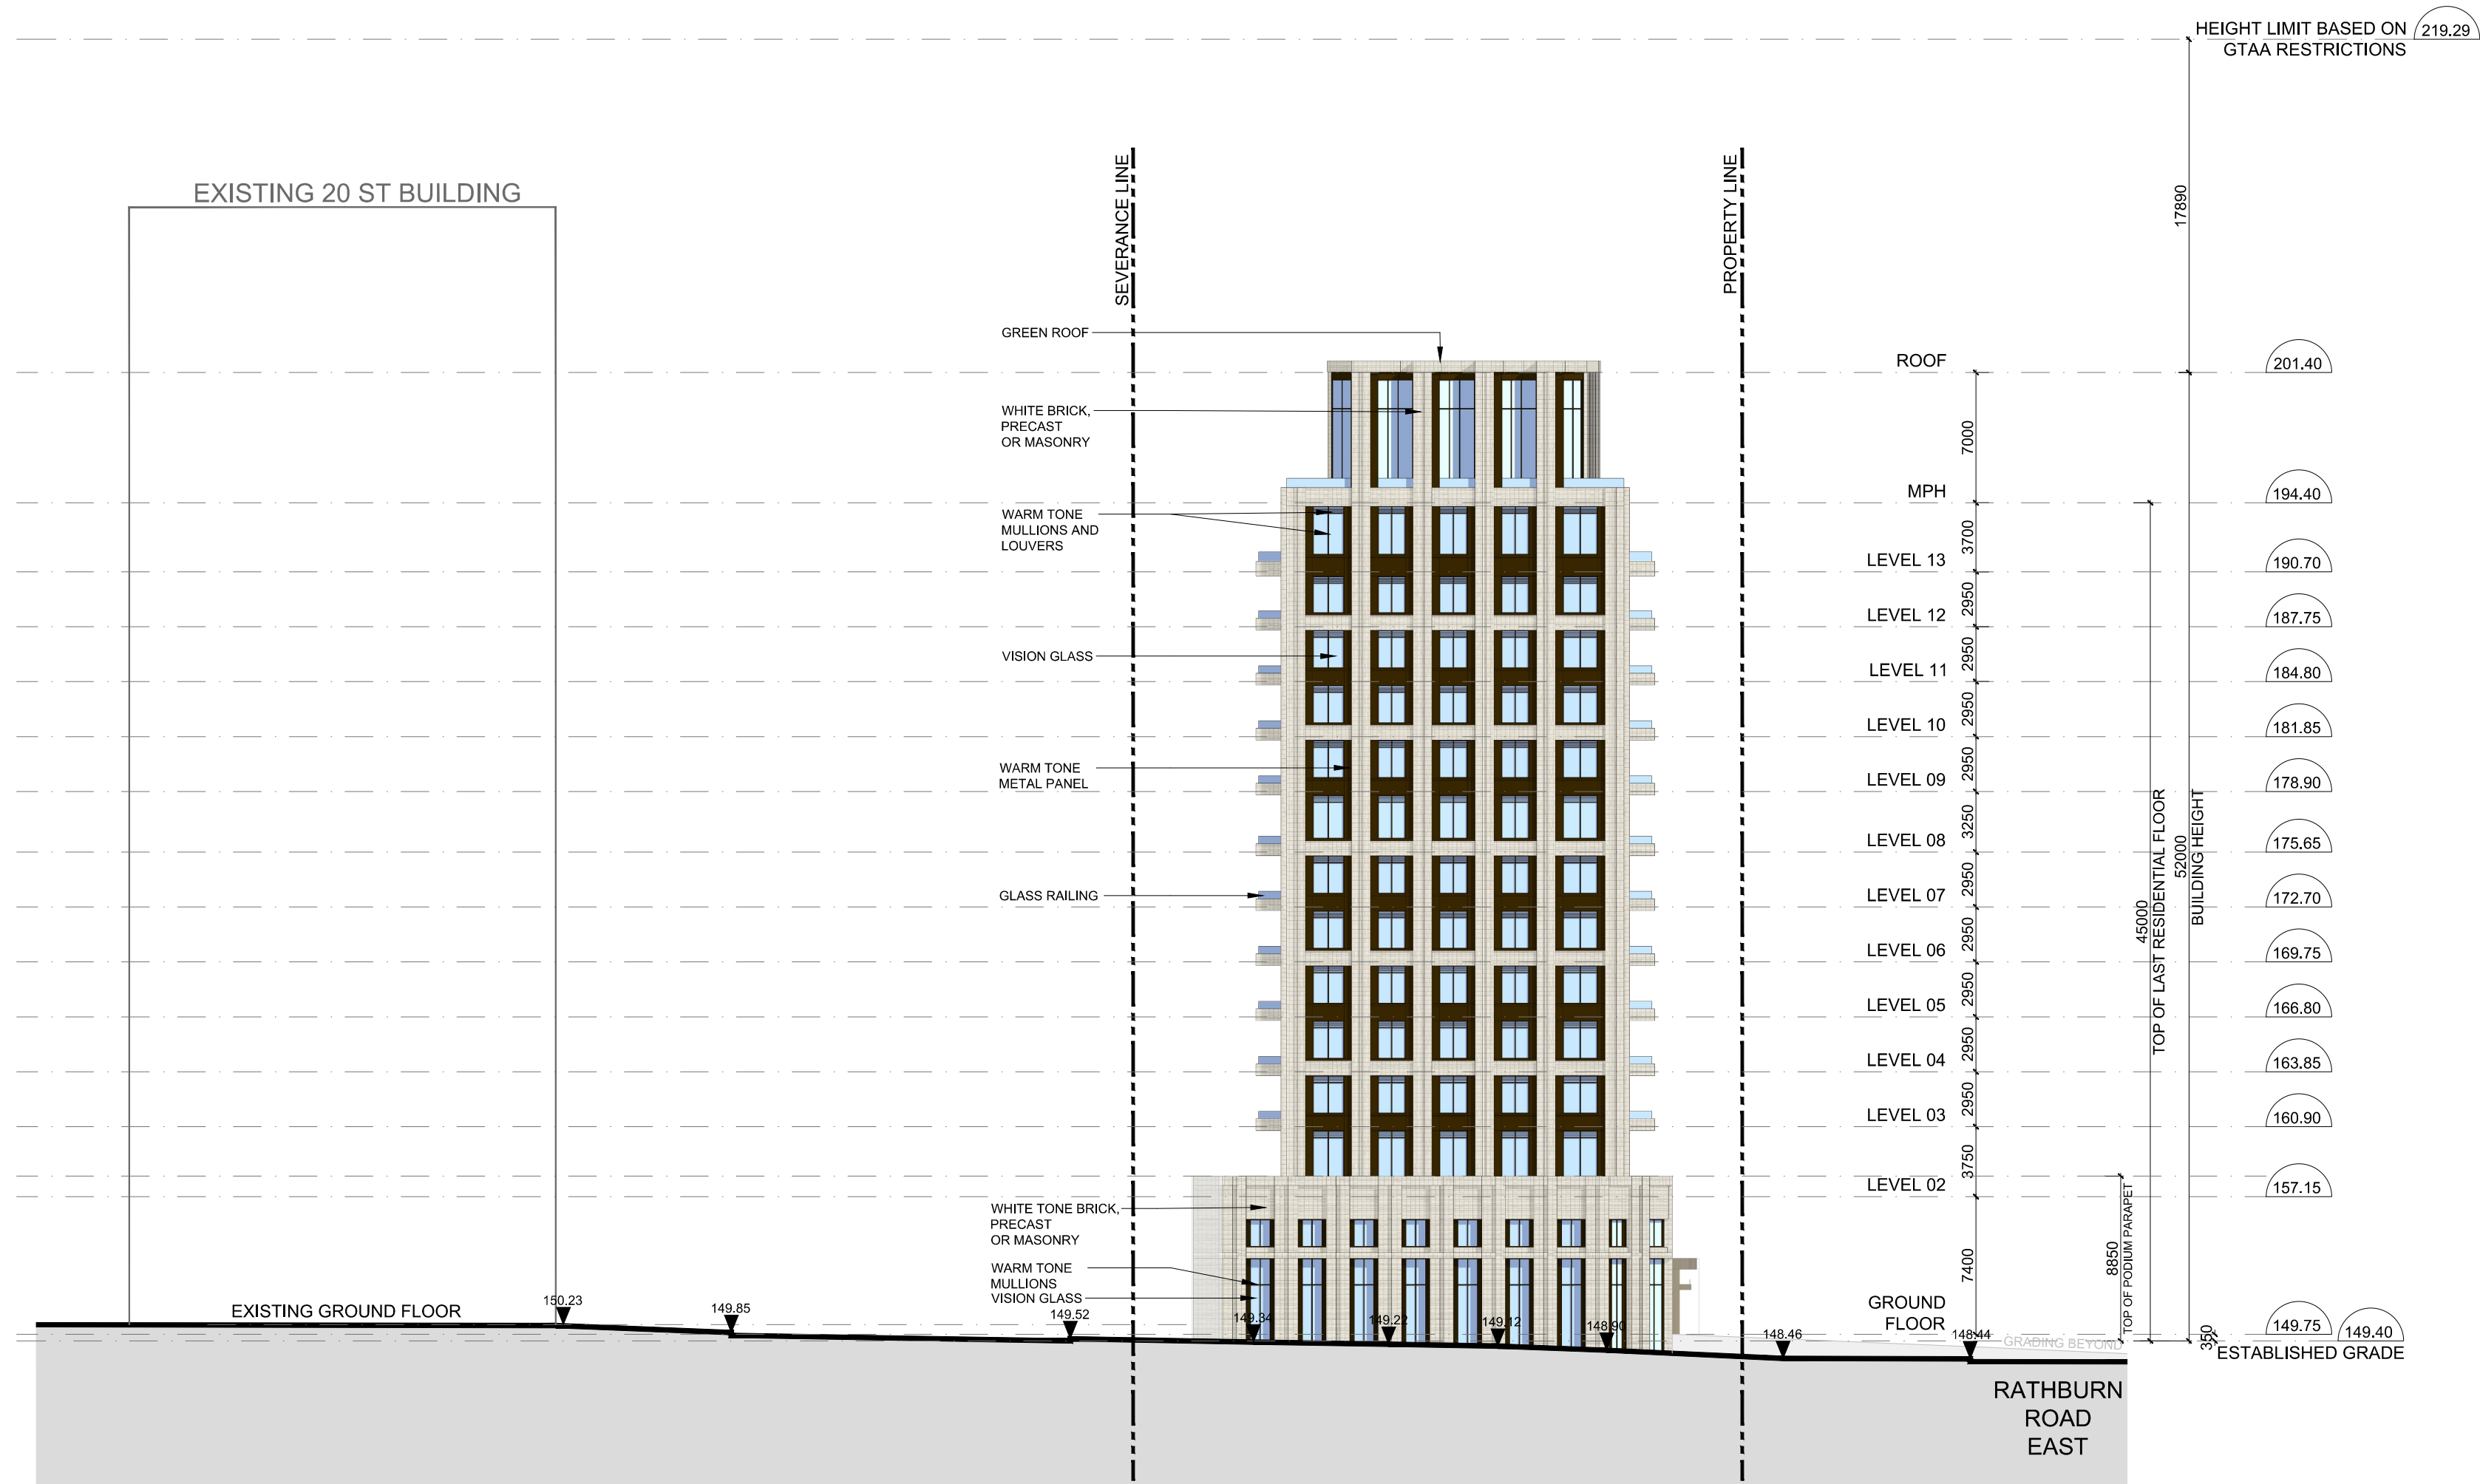 HEIGHT LIMIT BASED ON
GTAA RESTRICTIONS
219.29
EXISTING 20 ST BUILDING
SEVERANCE LINE
PROPERTY LINE
17890
GREEN ROOF
ROOF
201.40
WHITE BRICK,
PRECAST
OR MASONRY
7000
MPH
194.40
WARM TONE
MULLIONS AND
LOUVERS
3700
LEVEL 13
190.70
2950
LEVEL 12
187.75
VISION GLASS
2950
LEVEL 11
184.80
2950
LEVEL 10
181.85
WARM TONE
METAL PANEL
2950
LEVEL 09
178.90
3250
LEVEL 08
175.65
GLASS RAILING
2950
LEVEL 07
172.70
2950
LEVEL 06
169.75
2950
LEVEL 05
166.80
2950
LEVEL 04
163.85
2950
LEVEL 03
160.90
3750
LEVEL 02
157.15
45000
TOP OF LAST RESIDENTIAL FLOOR
52000
BUILDING HEIGHT
WHITE TONE BRICK,
PRECAST
OR MASONRY
WARM TONE
MULLIONS
VISION GLASS
7400
8850
TOP OF PODIUM PARAPET
GROUND
FLOOR
149.75
149.40
350
ESTABLISHED GRADE
EXISTING GROUND FLOOR
150.23
149.85
149.52
149.34
149.22
149.12
148.90
148.46
148.44
GRADING BEYOND
RATHBURN
ROAD
EAST